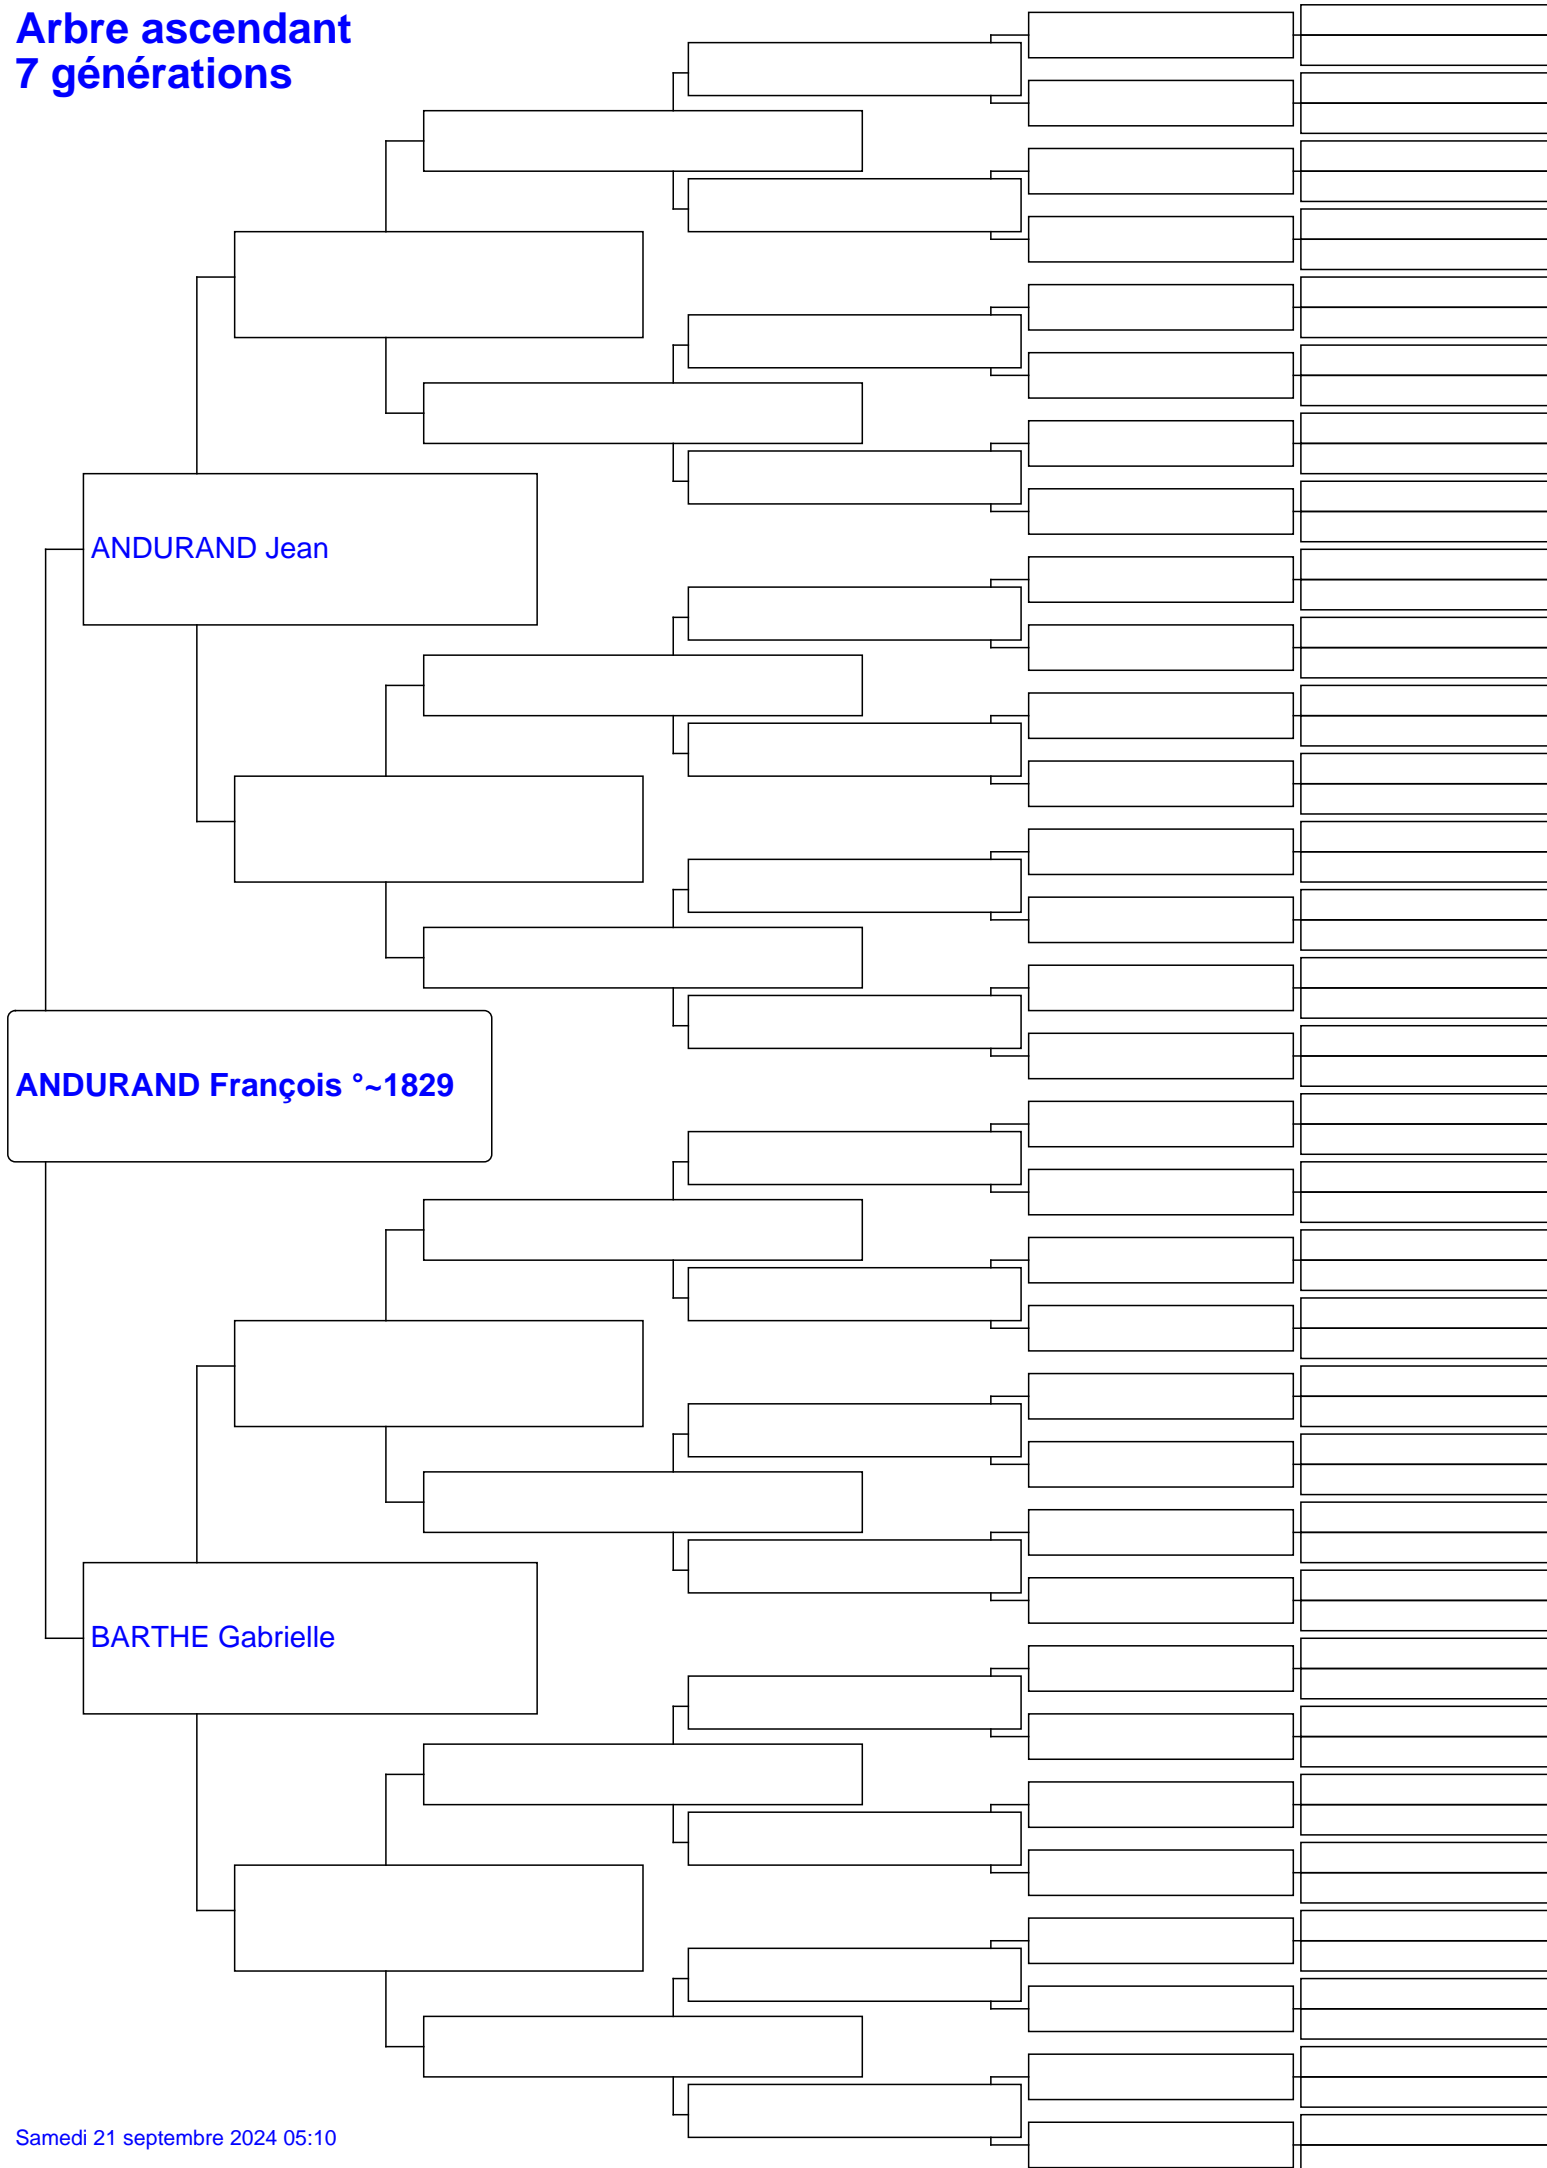 Arbre ascendant
7 générations
ANDURAND Jean
ANDURAND François °~1829
BARTHE Gabrielle
Samedi 21 septembre 2024 05:10